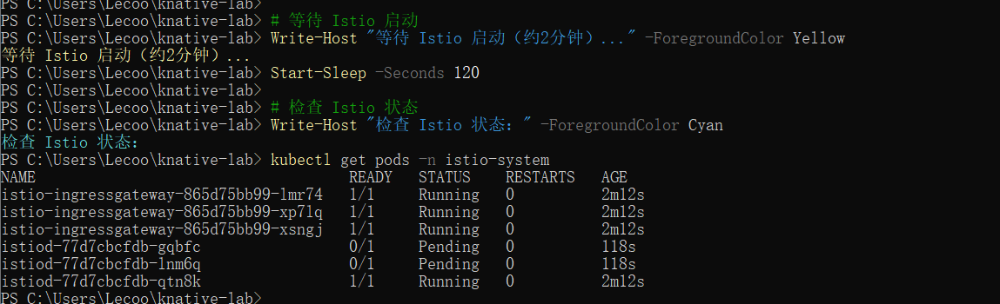 PS C:\Users\Lecoo\knative-lab>
PS C:\Users\Lecoo\knative-lab> # 等待 Istio 启动
PS C:\Users\Lecoo\knative-lab> Write-Host "等待 Istio 启动（约2分钟）..." -ForegroundColor Yellow
等待 Istio 启动（约2分钟）...
PS C:\Users\Lecoo\knative-lab> Start-Sleep -Seconds 120
PS C:\Users\Lecoo\knative-lab>
PS C:\Users\Lecoo\knative-lab> # 检查 Istio 状态
PS C:\Users\Lecoo\knative-lab> Write-Host "检查 Istio 状态：" -ForegroundColor Cyan
检查 Istio 状态：
PS C:\Users\Lecoo\knative-lab> kubectl get pods -n istio-system
NAME READY STATUS RESTARTS AGE
istio-ingressgateway-865d75bb99-lmr74 1/1 Running 0 2m12s
istio-ingressgateway-865d75bb99-xp7lq 1/1 Running 0 2m12s
istio-ingressgateway-865d75bb99-xsngj 1/1 Running 0 2m12s
istiod-77d7cbcfdb-gqbfc 0/1 Pending 0 118s
istiod-77d7cbcfdb-lnm6q 0/1 Pending 0 118s
istiod-77d7cbcfdb-qtn8k 1/1 Running 0 2m12s
PS C:\Users\Lecoo\knative-lab>